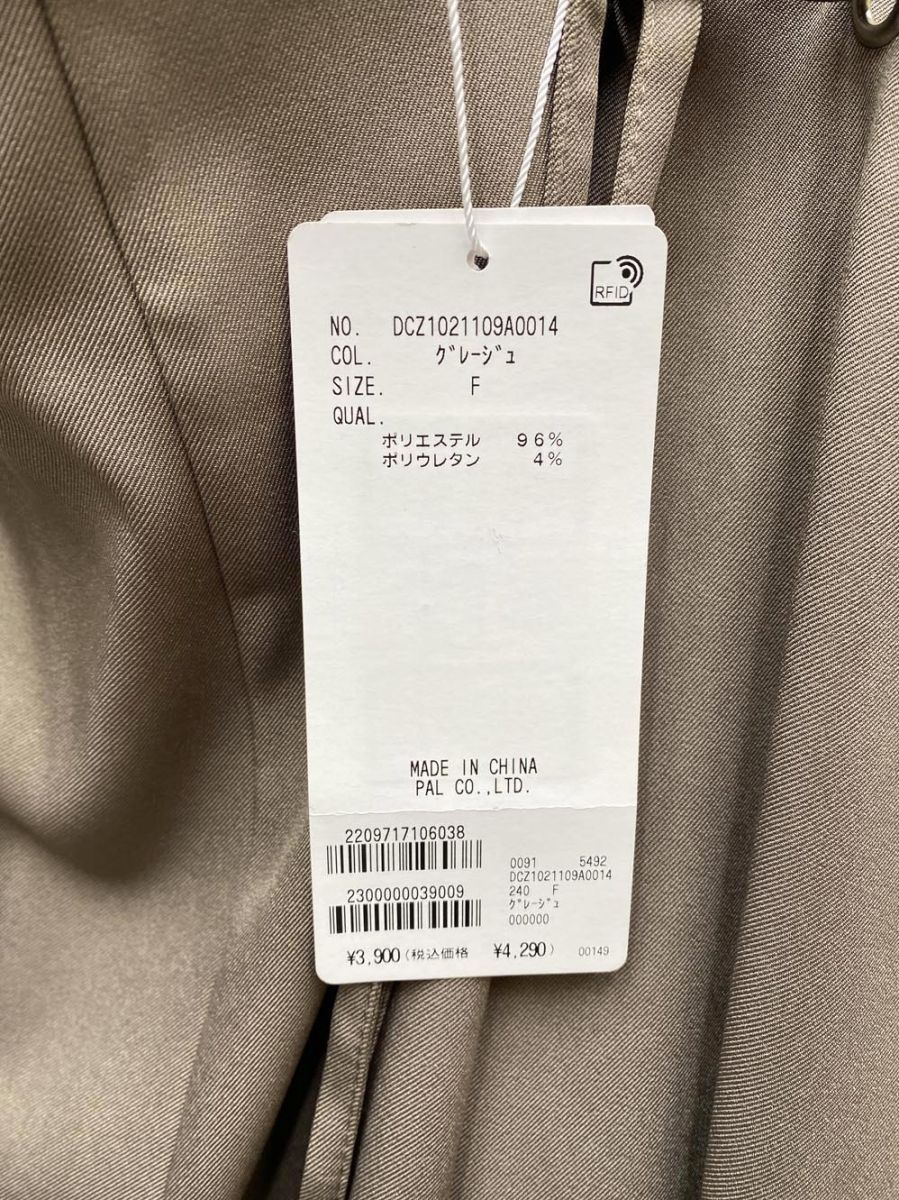 RFID
NO. DCZ1021109A0014
COL. ｸﾞﾚｰｼﾞｭ
SIZE. F
QUAL.
ポリエステル 96%
ポリウレタン 4%
MADE IN CHINA
PAL CO.,LTD.
2209717106038
2300000039009
0091 5492
DCZ1021109A0014
240 F
ｸﾞﾚｰｼﾞｭ
000000
¥3,900(税込価格 ¥4,290) 00149